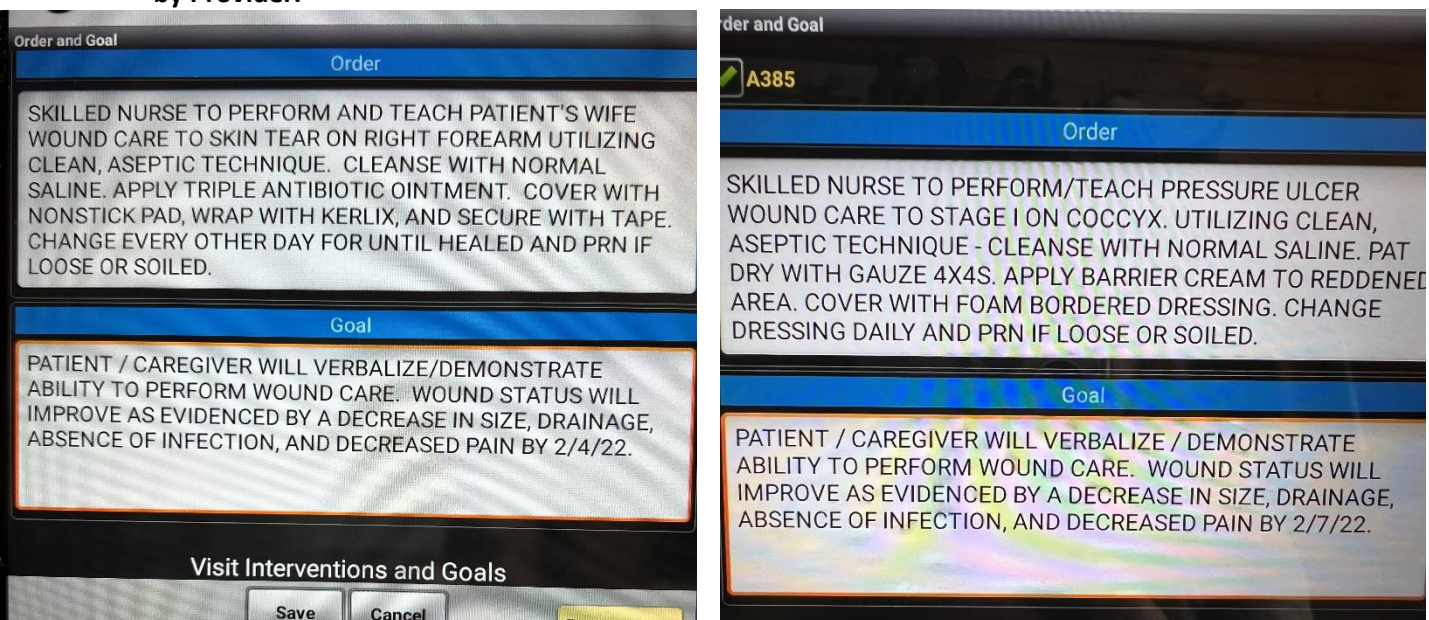 by Provider.
Order and Goal
Order
SKILLED NURSE TO PERFORM AND TEACH PATIENT'S WIFE
WOUND CARE TO SKIN TEAR ON RIGHT FOREARM UTILIZING
CLEAN, ASEPTIC TECHNIQUE. CLEANSE WITH NORMAL
SALINE. APPLY TRIPLE ANTIBIOTIC OINTMENT. COVER WITH
NONSTICK PAD, WRAP WITH KERLIX, AND SECURE WITH TAPE.
CHANGE EVERY OTHER DAY FOR UNTIL HEALED AND PRN IF
LOOSE OR SOILED.
Goal
PATIENT / CAREGIVER WILL VERBALIZE/DEMONSTRATE
ABILITY TO PERFORM WOUND CARE. WOUND STATUS WILL
IMPROVE AS EVIDENCED BY A DECREASE IN SIZE, DRAINAGE,
ABSENCE OF INFECTION, AND DECREASED PAIN BY 2/4/22.
Visit Interventions and Goals
Save
Cancel
der and Goal
A385
Order
SKILLED NURSE TO PERFORM/TEACH PRESSURE ULCER
WOUND CARE TO STAGE I ON COCCYX. UTILIZING CLEAN,
ASEPTIC TECHNIQUE - CLEANSE WITH NORMAL SALINE. PAT
DRY WITH GAUZE 4X4S. APPLY BARRIER CREAM TO REDDENED
AREA. COVER WITH FOAM BORDERED DRESSING. CHANGE
DRESSING DAILY AND PRN IF LOOSE OR SOILED.
Goal
PATIENT / CAREGIVER WILL VERBALIZE / DEMONSTRATE
ABILITY TO PERFORM WOUND CARE. WOUND STATUS WILL
IMPROVE AS EVIDENCED BY A DECREASE IN SIZE, DRAINAGE,
ABSENCE OF INFECTION, AND DECREASED PAIN BY 2/7/22.